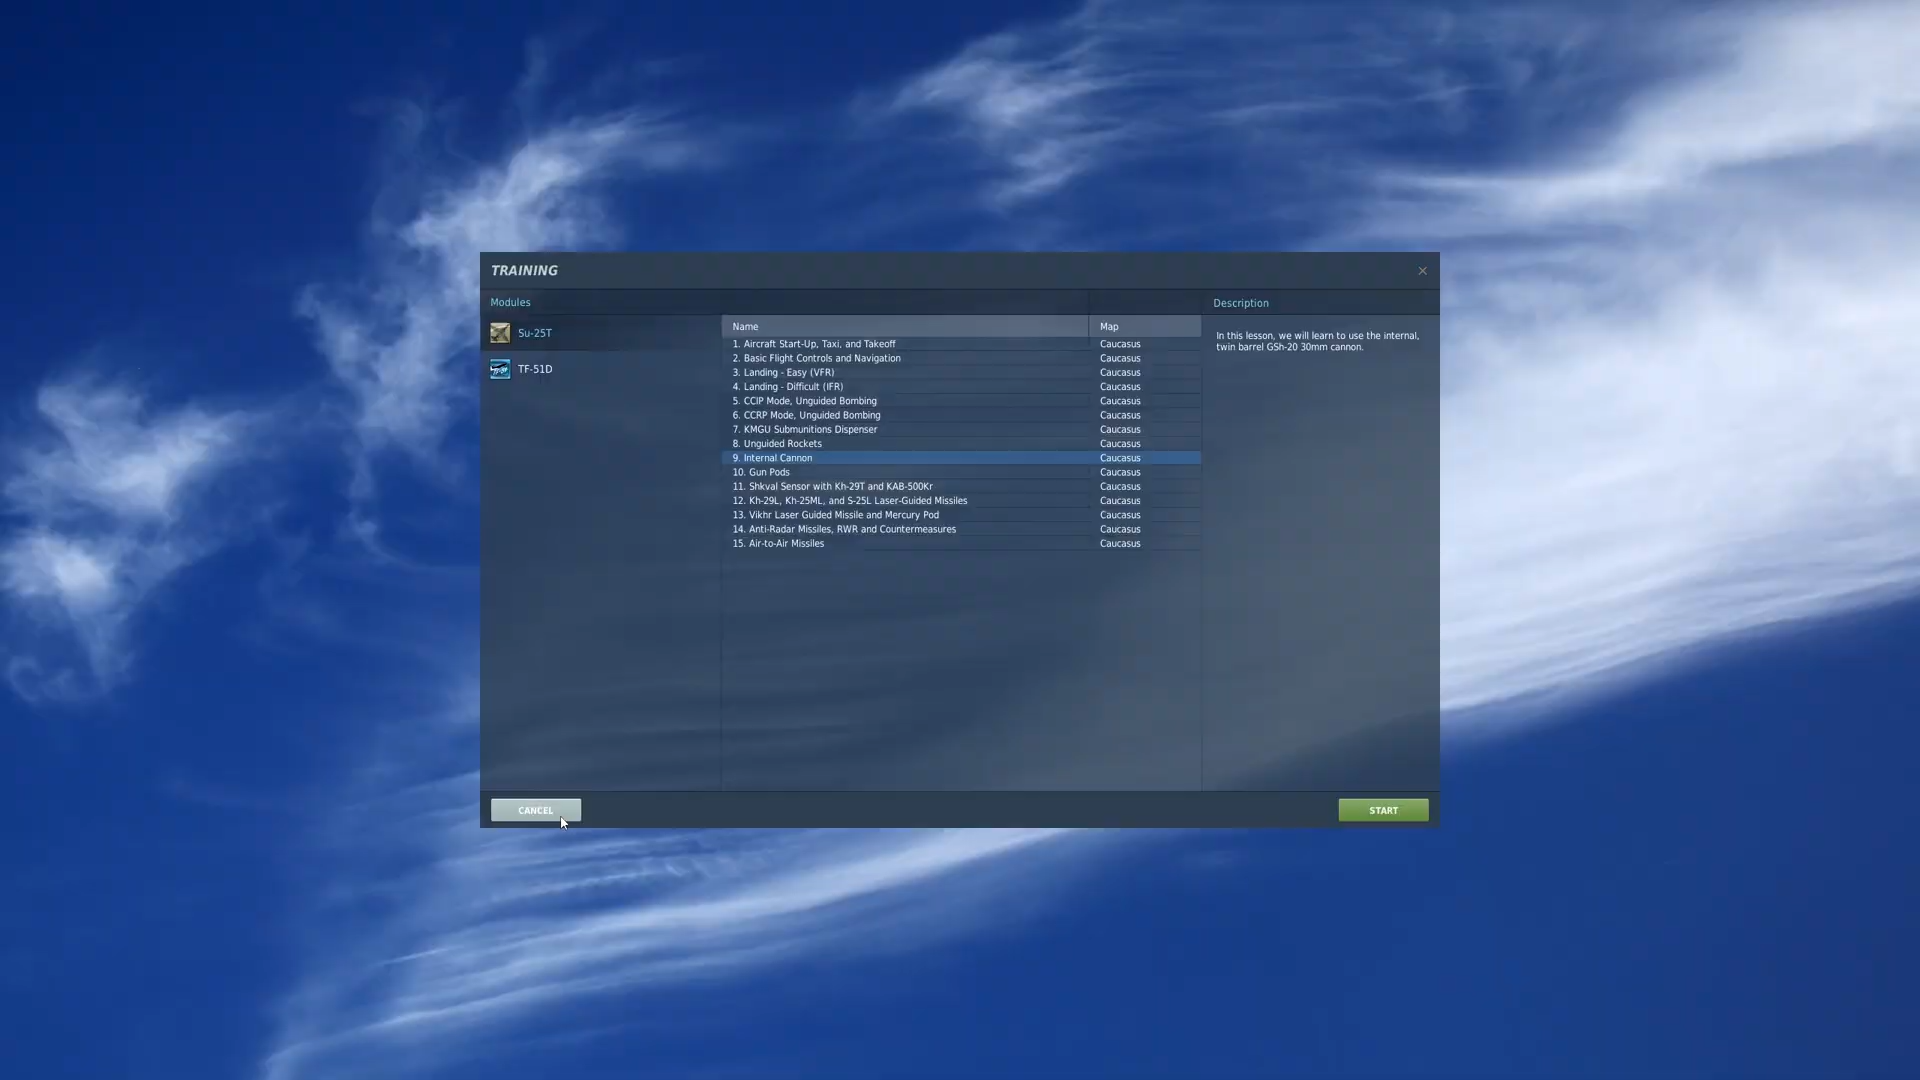 TRAINING
Modules
Description
Su-25T
TF-51D
Name Map
1. Aircraft Start-Up, Taxi, and Takeoff Caucasus
2. Basic Flight Controls and Navigation Caucasus
3. Landing - Easy (VFR) Caucasus
4. Landing - Difficult (IFR) Caucasus
5. CCIP Mode, Unguided Bombing Caucasus
6. CCRP Mode, Unguided Bombing Caucasus
7. KMGU Submunitions Dispenser Caucasus
8. Unguided Rockets Caucasus
9. Internal Cannon Caucasus
10. Gun Pods Caucasus
11. Shkval Sensor with Kh-29T and KAB-500Kr Caucasus
12. Kh-29L, Kh-25ML, and S-25L Laser-Guided Missiles Caucasus
13. Vikhr Laser Guided Missile and Mercury Pod Caucasus
14. Anti-Radar Missiles, RWR and Countermeasures Caucasus
15. Air-to-Air Missiles Caucasus
In this lesson, we will learn to use the internal,
twin barrel GSh-20 30mm cannon.
CANCEL
START